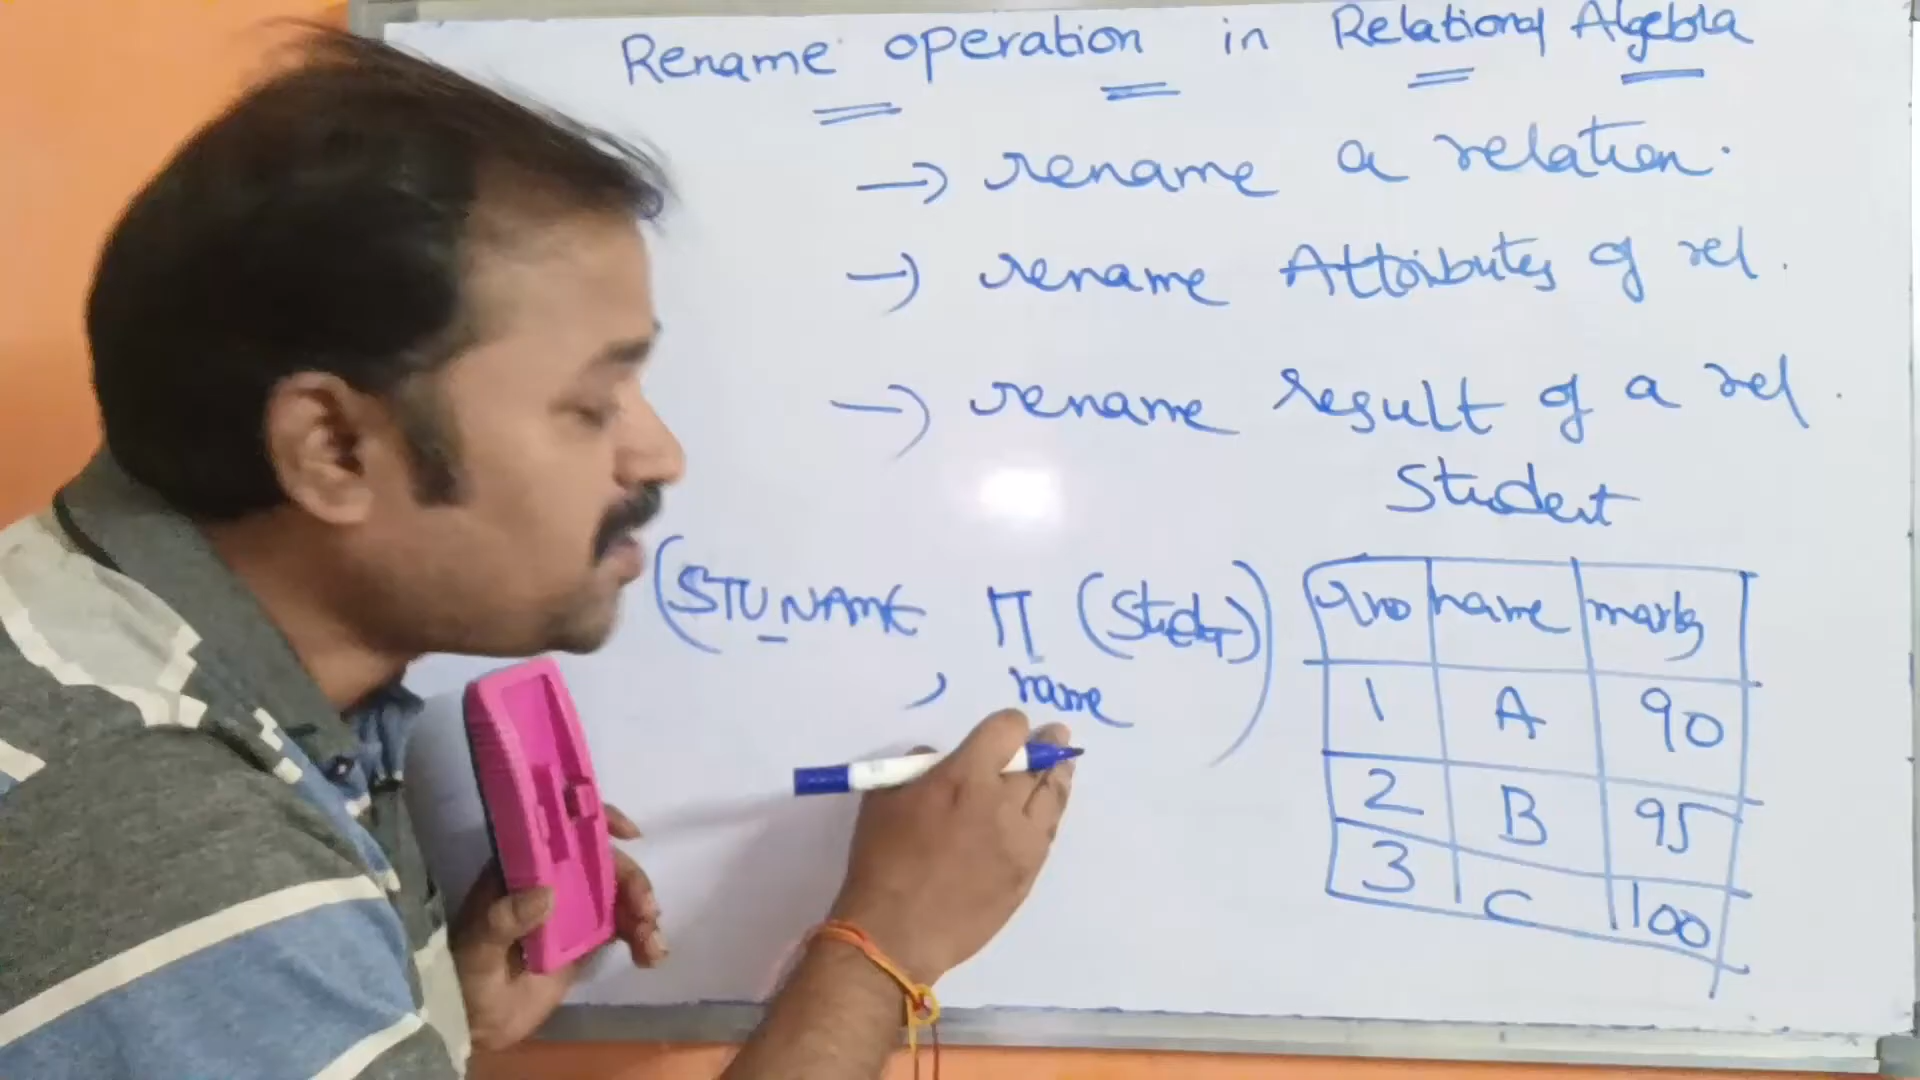 Rename operation in Relational Algebra
→ rename a relation.
→ rename Attributes of rel.
→ rename result of a rel.
Student
(STU_NAME, π name (Student))
rno name marks
1 A 90
2 B 95
3 C 100